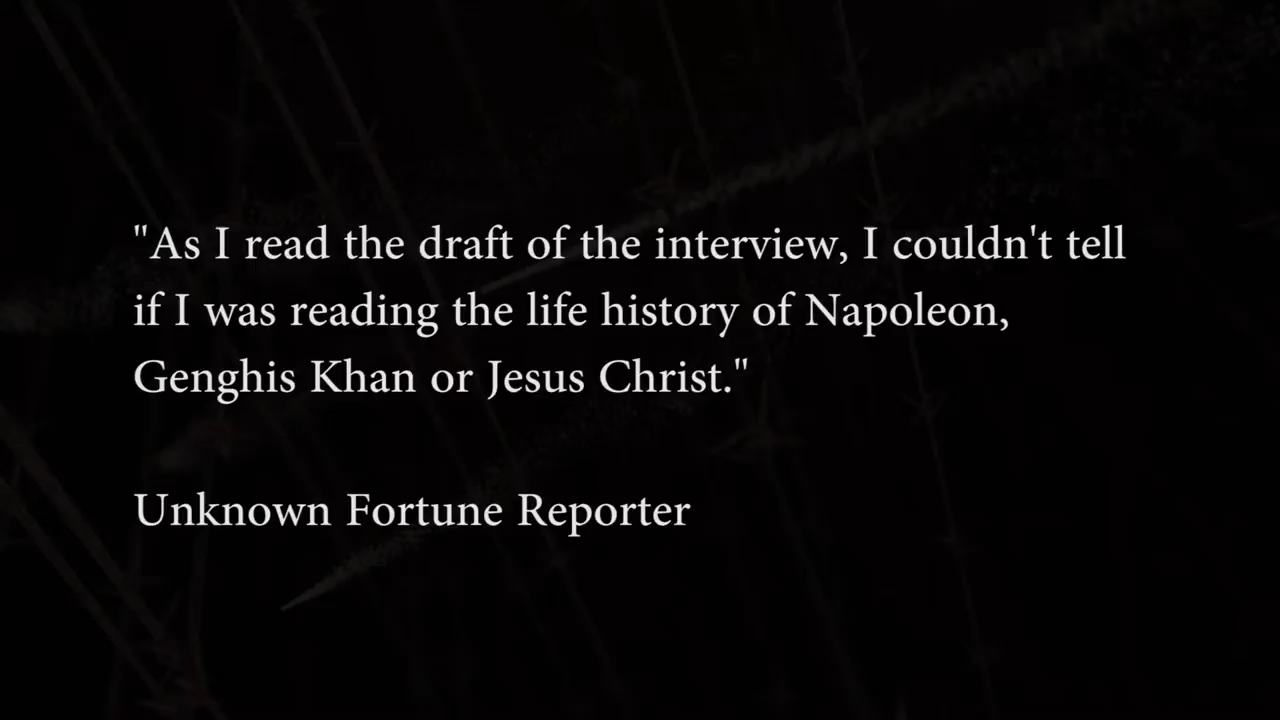 "As I read the draft of the interview, I couldn't tell
if I was reading the life history of Napoleon,
Genghis Khan or Jesus Christ."
Unknown Fortune Reporter